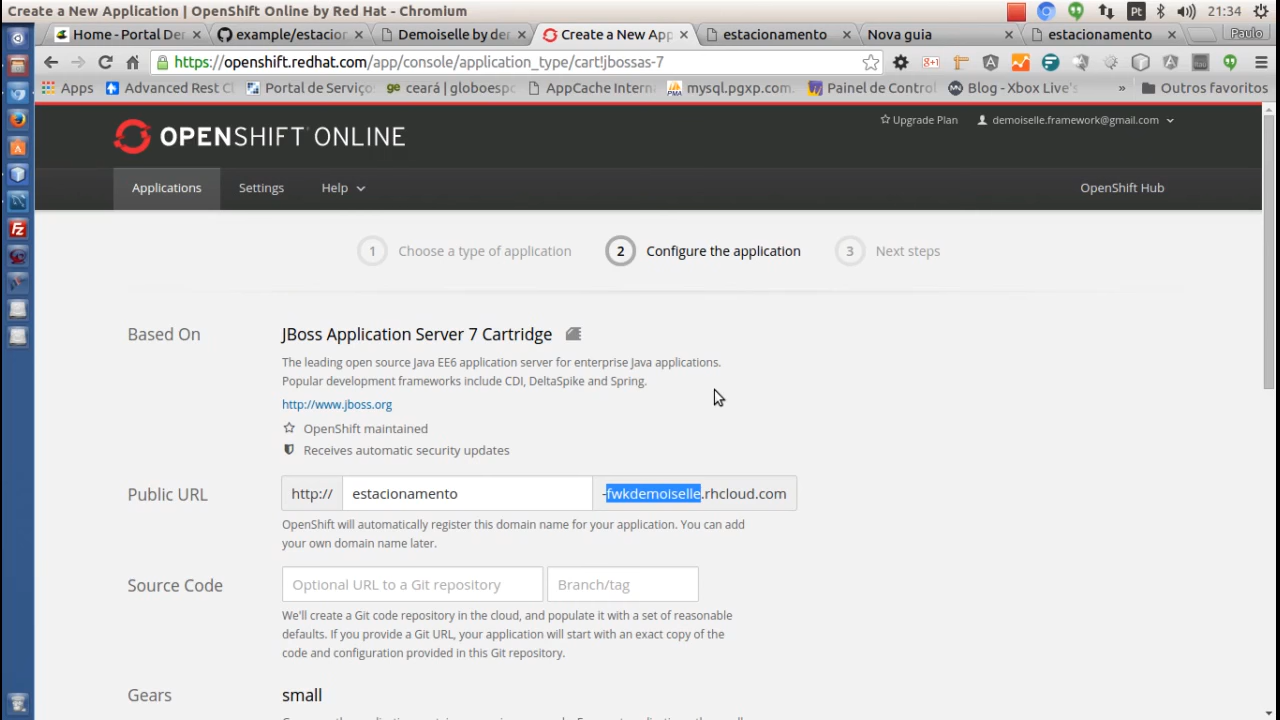 Create a New Application | OpenShift Online by Red Hat - Chromium
Pt
21:34
Home - Portal Der
example/estacior
Demoiselle by de
Create a New App
estacionamento
Nova guia
estacionamento
Paulo
https://openshift.redhat.com/app/console/application_type/cart!jbossas-7
Apps
Advanced Rest C
Portal de Serviço
ceará | globoesp
AppCache Intern
mysql.pgxp.com.
Painel de Control
Blog - Xbox Live's
»
Outros favoritos
OPENSHIFT ONLINE
Upgrade Plan
demoiselle.framework@gmail.com
Applications
Settings
Help
OpenShift Hub
1 Choose a type of application
2 Configure the application
3 Next steps
Based On
JBoss Application Server 7 Cartridge
The leading open source Java EE6 application server for enterprise Java applications.
Popular development frameworks include CDI, DeltaSpike and Spring.
http://www.jboss.org
OpenShift maintained
Receives automatic security updates
Public URL
http:// estacionamento -fwkdemoiselle.rhcloud.com
OpenShift will automatically register this domain name for your application. You can add
your own domain name later.
Source Code
Optional URL to a Git repository
Branch/tag
We'll create a Git code repository in the cloud, and populate it with a set of reasonable
defaults. If you provide a Git URL, your application will start with an exact copy of the
code and configuration provided in this Git repository.
Gears
small